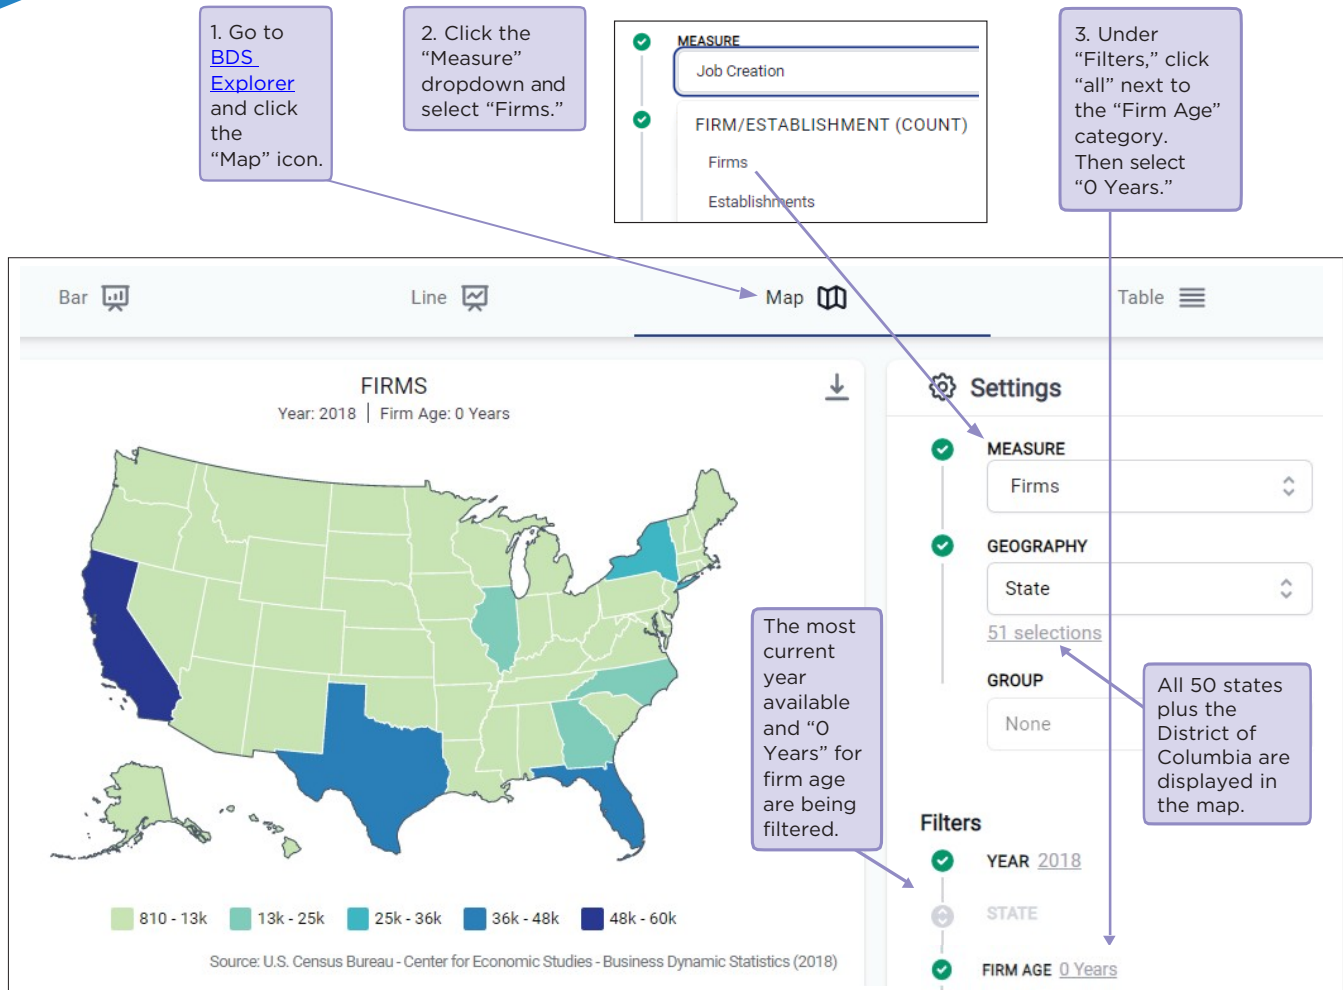 1. Go to
BDS
Explorer
and click
the
“Map” icon.
2. Click the
“Measure”
dropdown and
select “Firms.”
MEASURE
Job Creation
FIRM/ESTABLISHMENT (COUNT)
Firms
Establishments
3. Under
“Filters,” click
“all” next to
the “Firm Age”
category.
Then select
“0 Years.”
Bar
Line
Map
Table
FIRMS
Year: 2018 | Firm Age: 0 Years
810 - 13k
13k - 25k
25k - 36k
36k - 48k
48k - 60k
Source: U.S. Census Bureau - Center for Economic Studies - Business Dynamic Statistics (2018)
Settings
MEASURE
Firms
GEOGRAPHY
State
51 selections
GROUP
None
The most
current
year
available
and “0
Years” for
firm age
are being
filtered.
All 50 states
plus the
District of
Columbia are
displayed in
the map.
Filters
YEAR 2018
STATE
FIRM AGE 0 Years